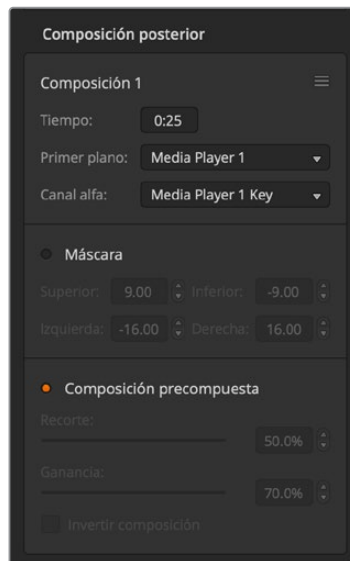 Composición posterior
Composición 1
Tiempo: 0:25
Primer plano: Media Player 1
Canal alfa: Media Player 1 Key
Máscara
Superior: 9.00 Inferior: -9.00
Izquierda: -16.00 Derecha: 16.00
Composición precompuesta
Recorte:
50.0%
Ganancia:
70.0%
Invertir composición